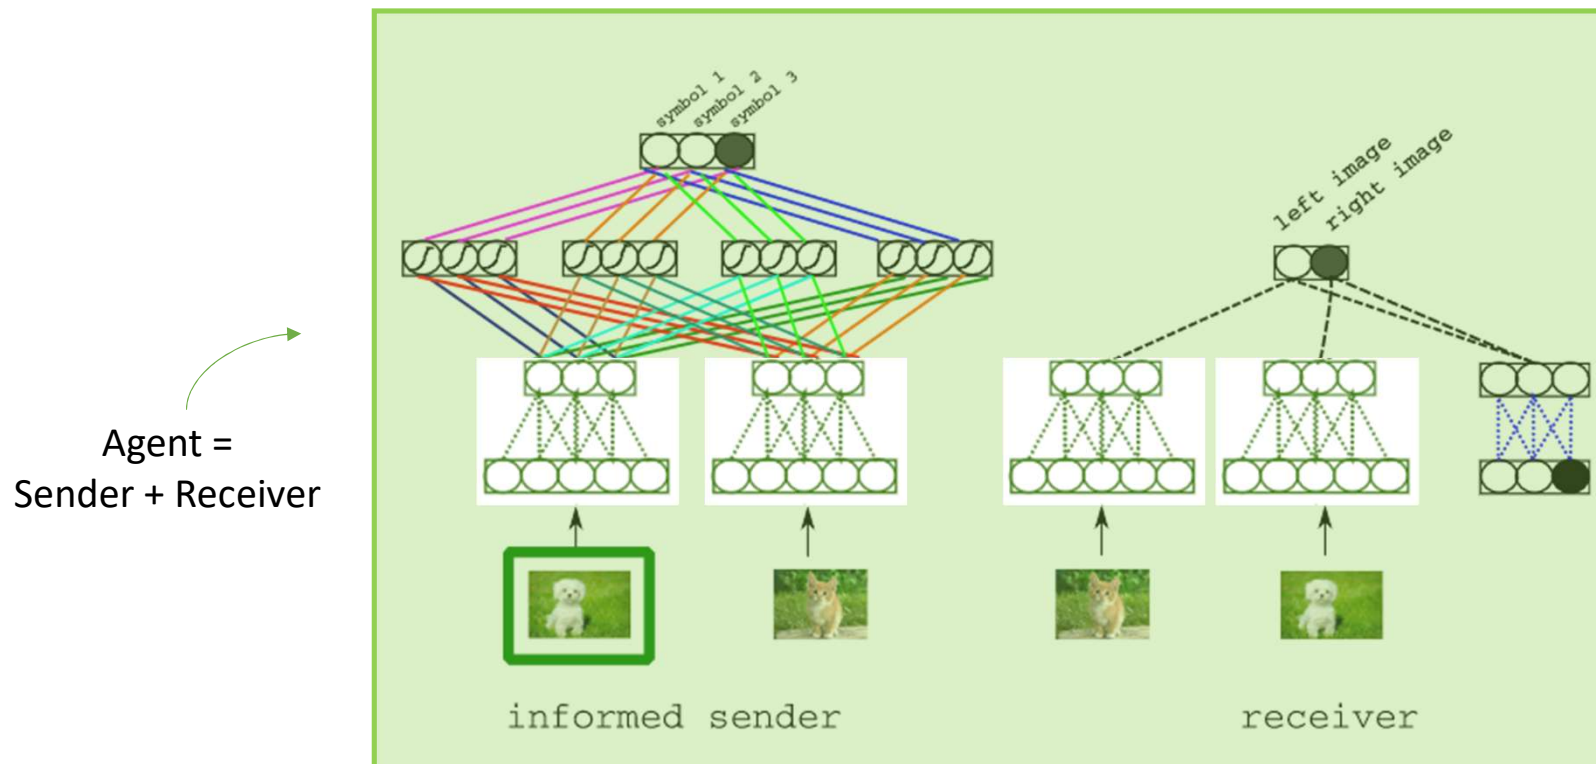 symbol 1
symbol 2
symbol 3
left image
right image
Agent =
Sender + Receiver
informed sender
receiver